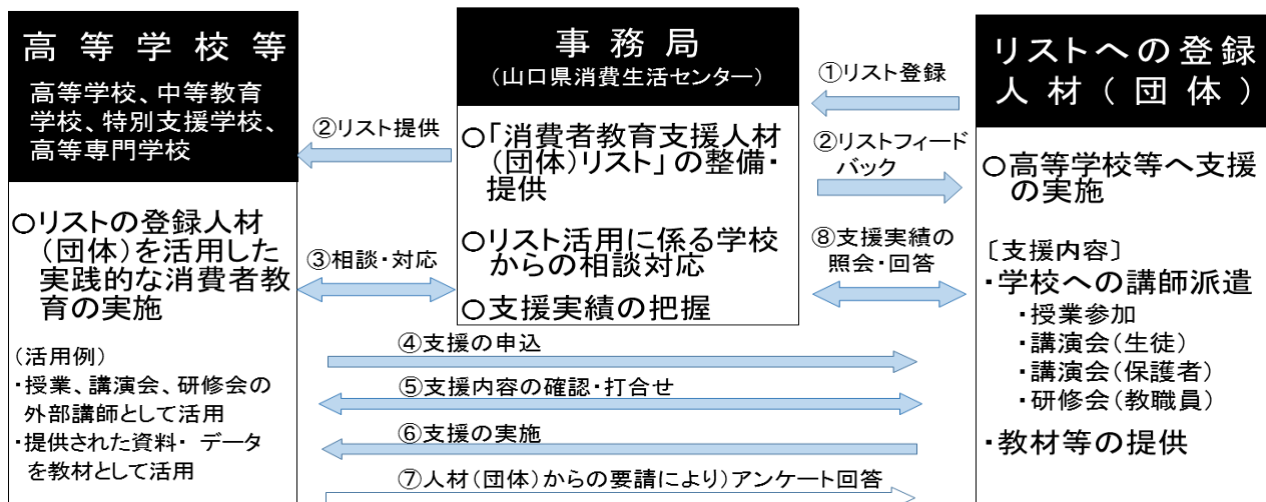 高等学校等
高等学校、中等教育
学校、特別支援学校、
高等専門学校
○リストの登録人材
(団体)を活用した
実践的な消費者教
育の実施
(活用例)
・授業、講演会、研修会の
外部講師として活用
・提供された資料・ データ
を教材として活用
②リスト提供
③相談・対応
事務局
(山口県消費生活センター)
○「消費者教育支援人材
(団体)リスト」の整備・
提供
○リスト活用に係る学校
からの相談対応
○支援実績の把握
①リスト登録
②リストフィード
バック
⑧支援実績の
照会・回答
④支援の申込
⑤支援内容の確認・打合せ
⑥支援の実施
⑦人材(団体)からの要請により)アンケート回答
リストへの登録
人材(団体)
○高等学校等へ支援
の実施
〔支援内容〕
・学校への講師派遣
・授業参加
・講演会(生徒)
・講演会(保護者)
・研修会(教職員)
・教材等の提供